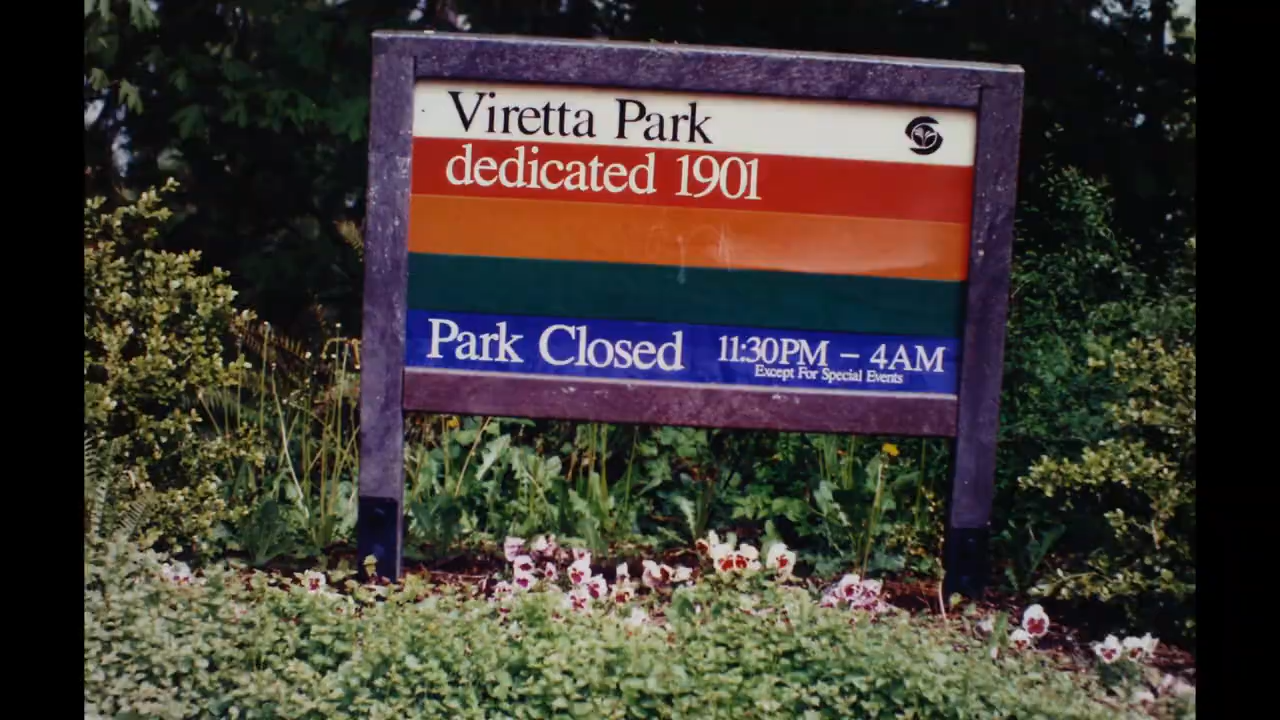 Viretta Park
dedicated 1901
Park Closed 11:30PM – 4AM
Except For Special Events